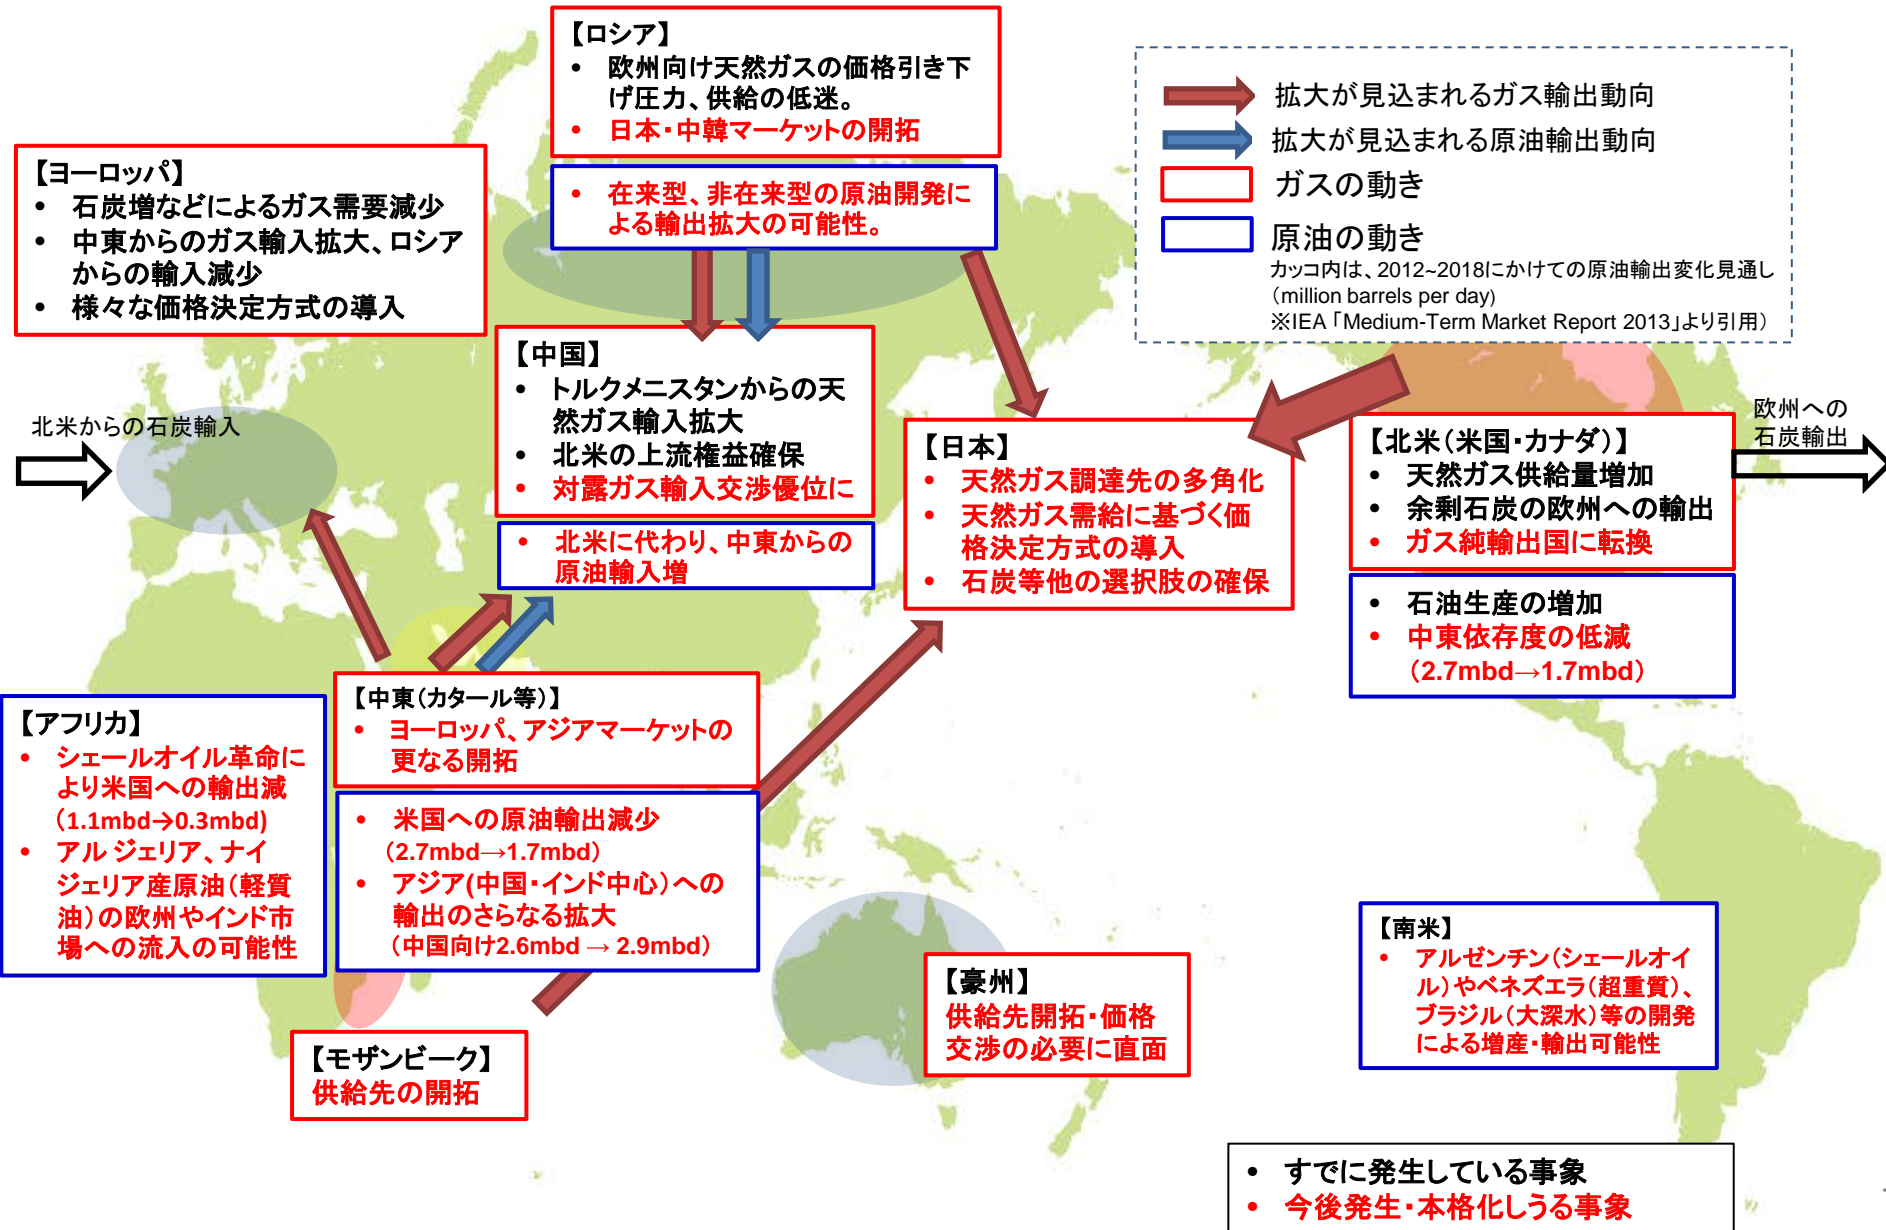 【ロシア】
• 欧州向け天然ガスの価格引き下
げ圧力、供給の低迷。
• 日本・中韓マーケットの開拓
• 在来型、非在来型の原油開発に
よる輸出拡大の可能性。
拡大が見込まれるガス輸出動向
拡大が見込まれる原油輸出動向
ガスの動き
原油の動き
カッコ内は、2012~2018にかけての原油輸出変化見通し
（million barrels per day)
※IEA「Medium-Term Market Report 2013」より引用）
【ヨーロッパ】
• 石炭増などによるガス需要減少
• 中東からのガス輸入拡大、ロシア
からの輸入減少
• 様々な価格決定方式の導入
北米からの石炭輸入
【中国】
• トルクメニスタンからの天
然ガス輸入拡大
• 北米の上流権益確保
• 対露ガス輸入交渉優位に
• 北米に代わり、中東からの
原油輸入増
【日本】
• 天然ガス調達先の多角化
• 天然ガス需給に基づく価
格決定方式の導入
• 石炭等他の選択肢の確保
【北米（米国・カナダ）】
• 天然ガス供給量増加
• 余剰石炭の欧州への輸出
• ガス純輸出国に転換
• 石油生産の増加
• 中東依存度の低減
（2.7mbd→1.7mbd）
欧州への
石炭輸出
【アフリカ】
• シェールオイル革命に
より米国への輸出減
（1.1mbd→0.3mbd)
• アルジェリア、ナイ
ジェリア産原油（軽質
油）の欧州やインド市
場への流入の可能性
【中東（カタール等）】
• ヨーロッパ、アジアマーケットの
更なる開拓
• 米国への原油輸出減少
（2.7mbd→1.7mbd）
• アジア(中国・インド中心）への
輸出のさらなる拡大
（中国向け2.6mbd → 2.9mbd）
【モザンビーク】
供給先の開拓
【豪州】
供給先開拓・価格
交渉の必要に直面
【南米】
• アルゼンチン（シェールオイ
ル）やベネズエラ（超重質）、
ブラジル（大深水）等の開発
による増産・輸出可能性
• すでに発生している事象
• 今後発生・本格化しうる事象